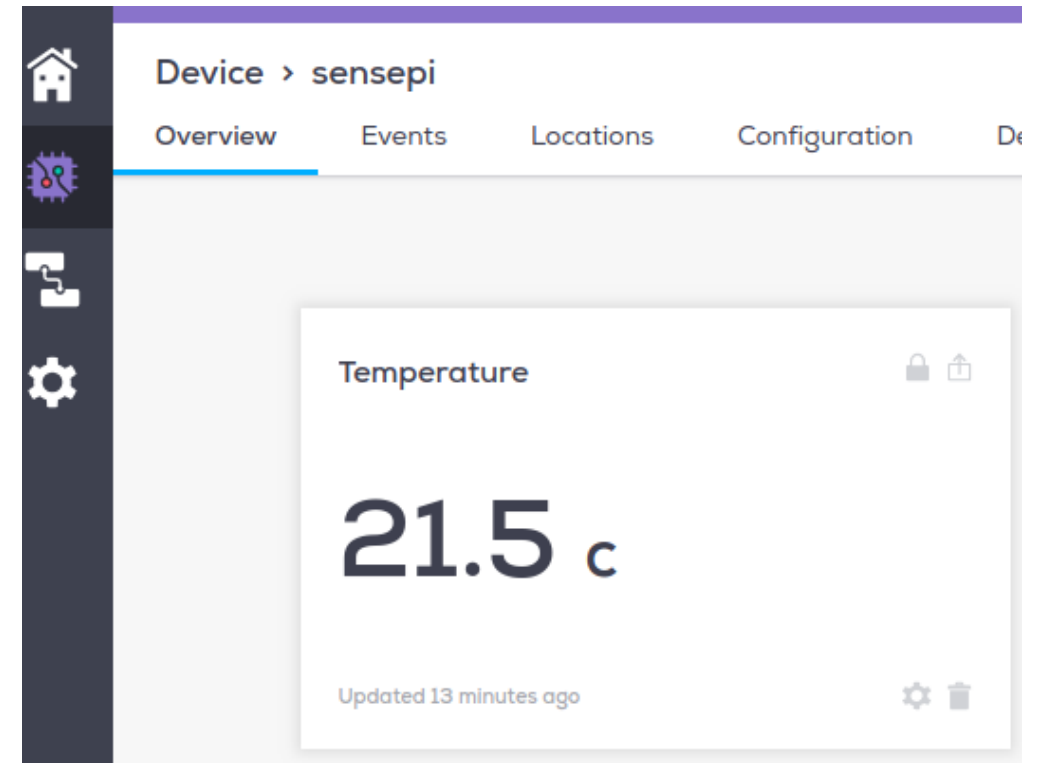 Device > sensepi
Overview Events Locations Configuration
Temperature
21.5 c
Updated 13 minutes ago